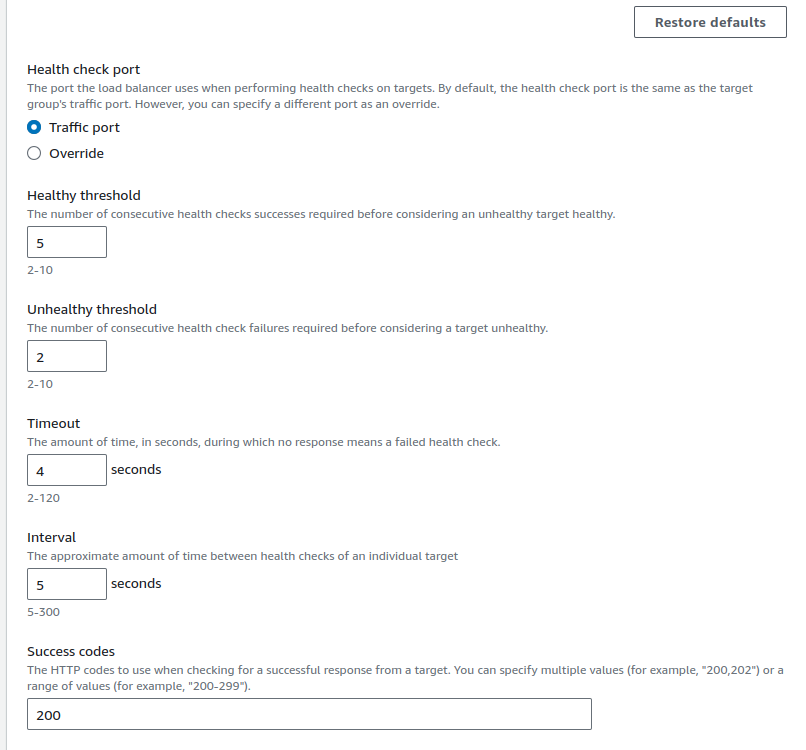 Restore defaults
Health check port
The port the load balancer uses when performing health checks on targets. By default, the health check port is the same as the target
group's traffic port. However, you can specify a different port as an override.
Traffic port
Override
Healthy threshold
The number of consecutive health checks successes required before considering an unhealthy target healthy.
5
2-10
Unhealthy threshold
The number of consecutive health check failures required before considering a target unhealthy.
2
2-10
Timeout
The amount of time, in seconds, during which no response means a failed health check.
4 seconds
2-120
Interval
The approximate amount of time between health checks of an individual target
5 seconds
5-300
Success codes
The HTTP codes to use when checking for a successful response from a target. You can specify multiple values (for example, "200,202") or a
range of values (for example, "200-299").
200